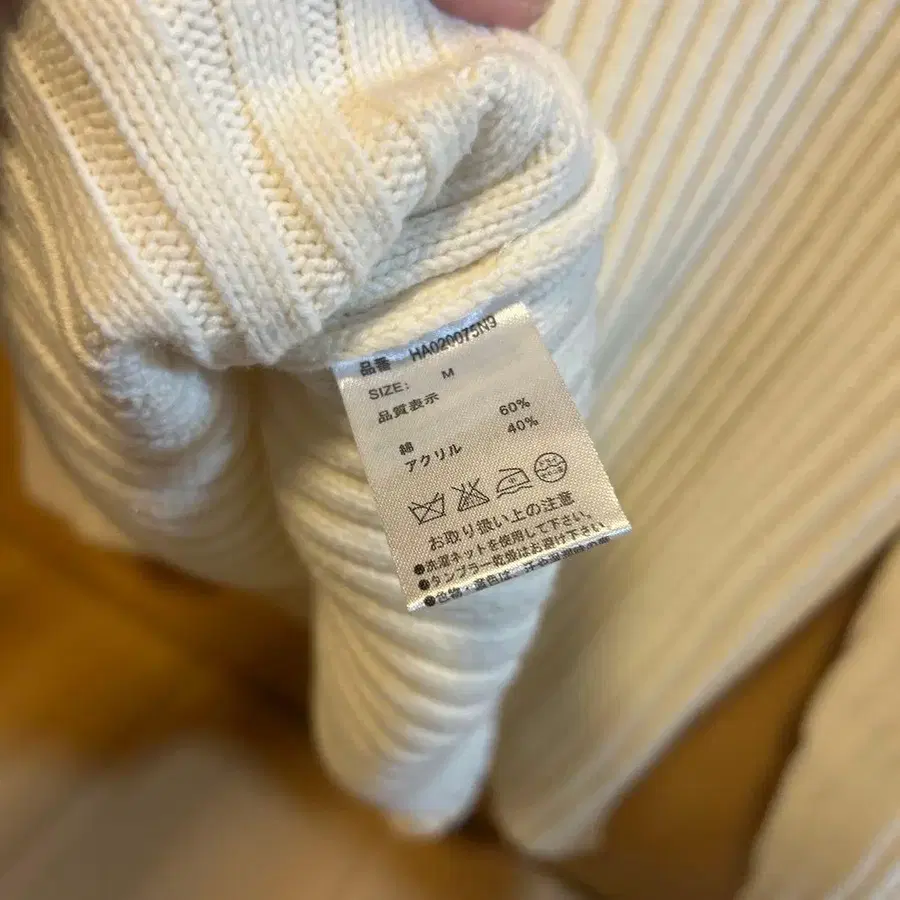 品番 HA020075N9
SIZE: M
品質表示
綿 60%
アクリル 40%
お取り扱い上の注意
●洗濯ネットを使用して下さい。
●タンブラー乾燥はお避け下さい